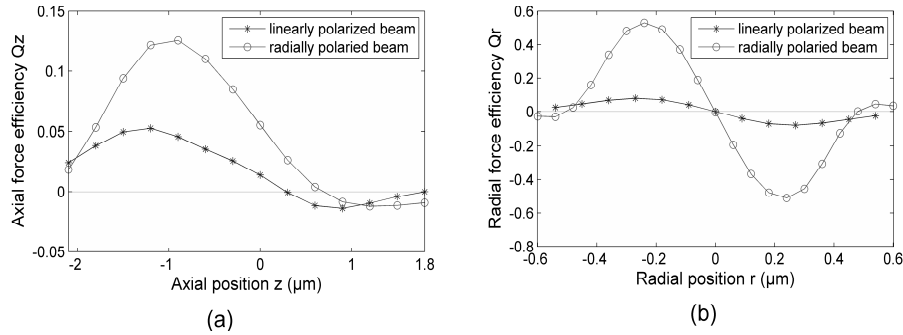 Axial force efficiency Qz
0.15
0.1
0.05
0
-0.05
linearly polarized beam
radially polaried beam
-2
-1
0
1
1.8
Axial position z (μm)
(a)
Radial force efficiency Qr
0.6
0.4
0.2
0
-0.2
-0.4
-0.6
-0.8
linearly polarized beam
radially polaried beam
-0.6
-0.4
-0.2
0
0.2
0.4
0.6
Radial position r (μm)
(b)